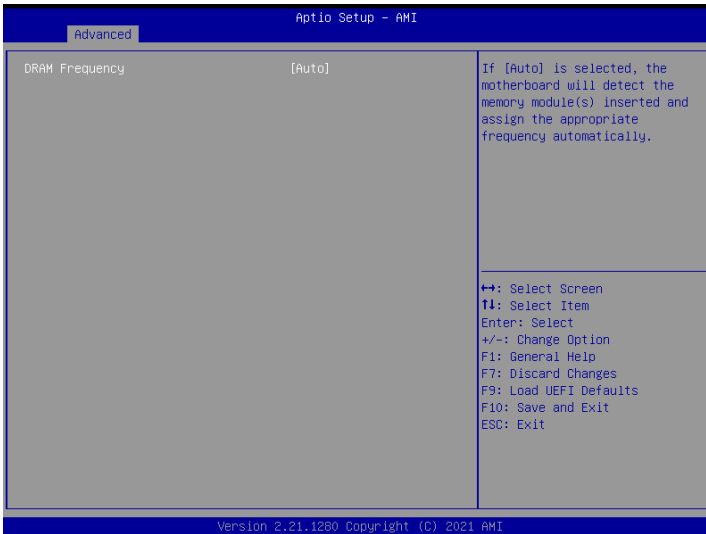 Aptio Setup – AMI
Advanced
DRAM Frequency [Auto]
If [Auto] is selected, the
motherboard will detect the
memory module(s) inserted and
assign the appropriate
frequency automatically.
↔: Select Screen
↑↓: Select Item
Enter: Select
+/-: Change Option
F1: General Help
F7: Discard Changes
F9: Load UEFI Defaults
F10: Save and Exit
ESC: Exit
Version 2.21.1280 Copyright (C) 2021 AMI